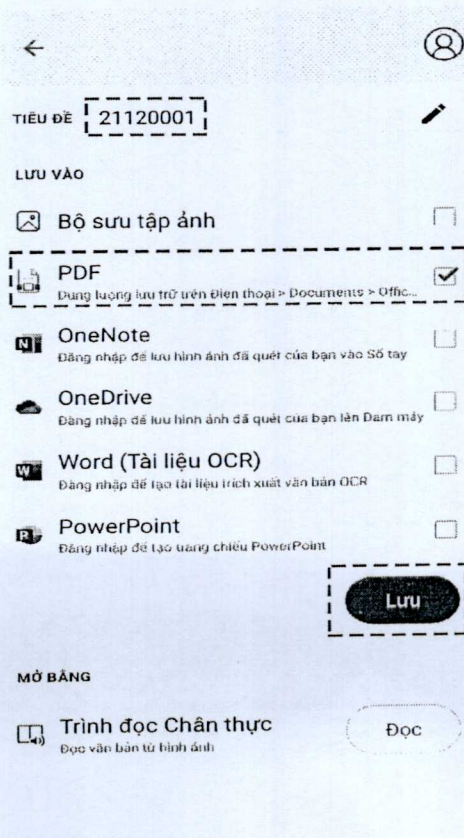 TIÊU ĐỀ 21120001
LƯU VÀO
Bộ sưu tập ảnh
PDF
Dung lượng lưu trữ trên Điện thoại > Documents > Offic...
OneNote
Đăng nhập để lưu hình ảnh đã quét của bạn vào Sổ tay
OneDrive
Đăng nhập để lưu hình ảnh đã quét của bạn lên Đám mây
Word (Tài liệu OCR)
Đăng nhập để tạo tài liệu trích xuất văn bản OCR
PowerPoint
Đăng nhập để tạo trang chiếu PowerPoint
Lưu
MỞ BẰNG
Trình đọc Chân thực
Đọc
Đọc văn bản từ hình ảnh